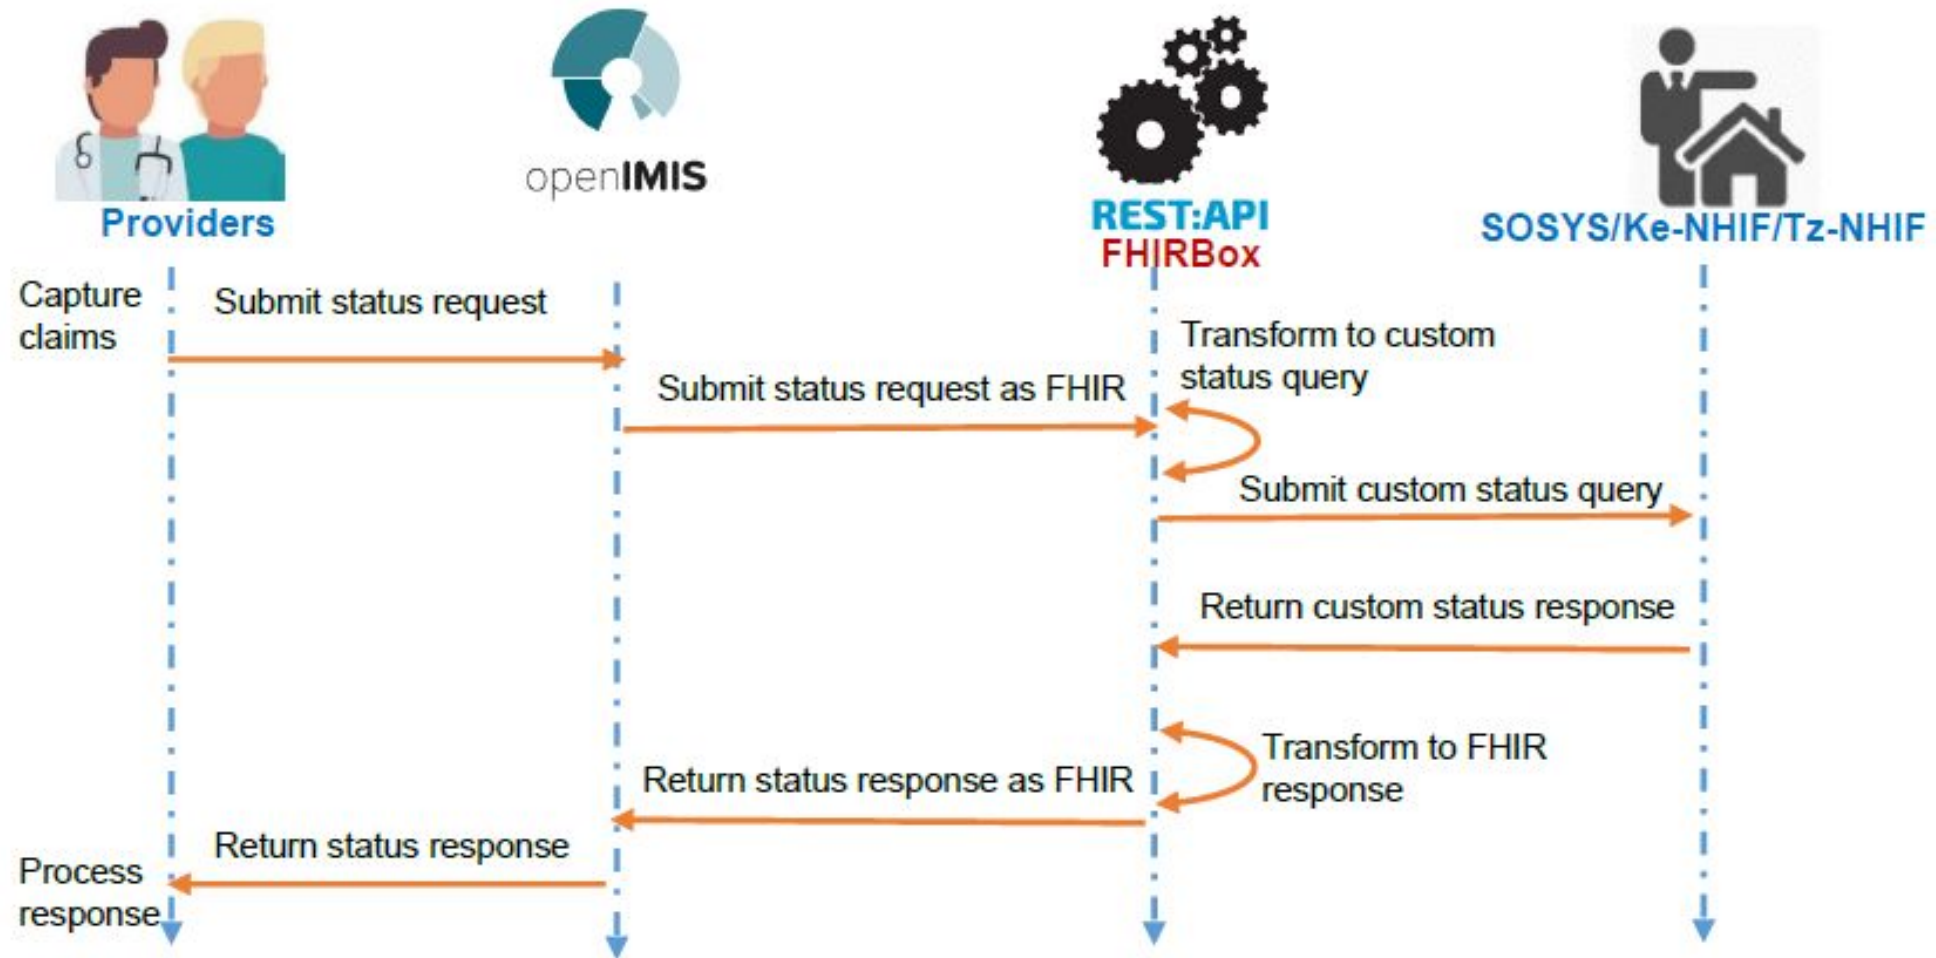 openIMIS
REST:API
Providers
FHIRBox
SOSYS/Ke-NHIF/Tz-NHIF
Capture
claims
Submit status request
Transform to custom
status query
Submit status request as FHIR
Submit custom status query
Return custom status response
Transform to FHIR
response
Return status response as FHIR
Return status response
Process
response